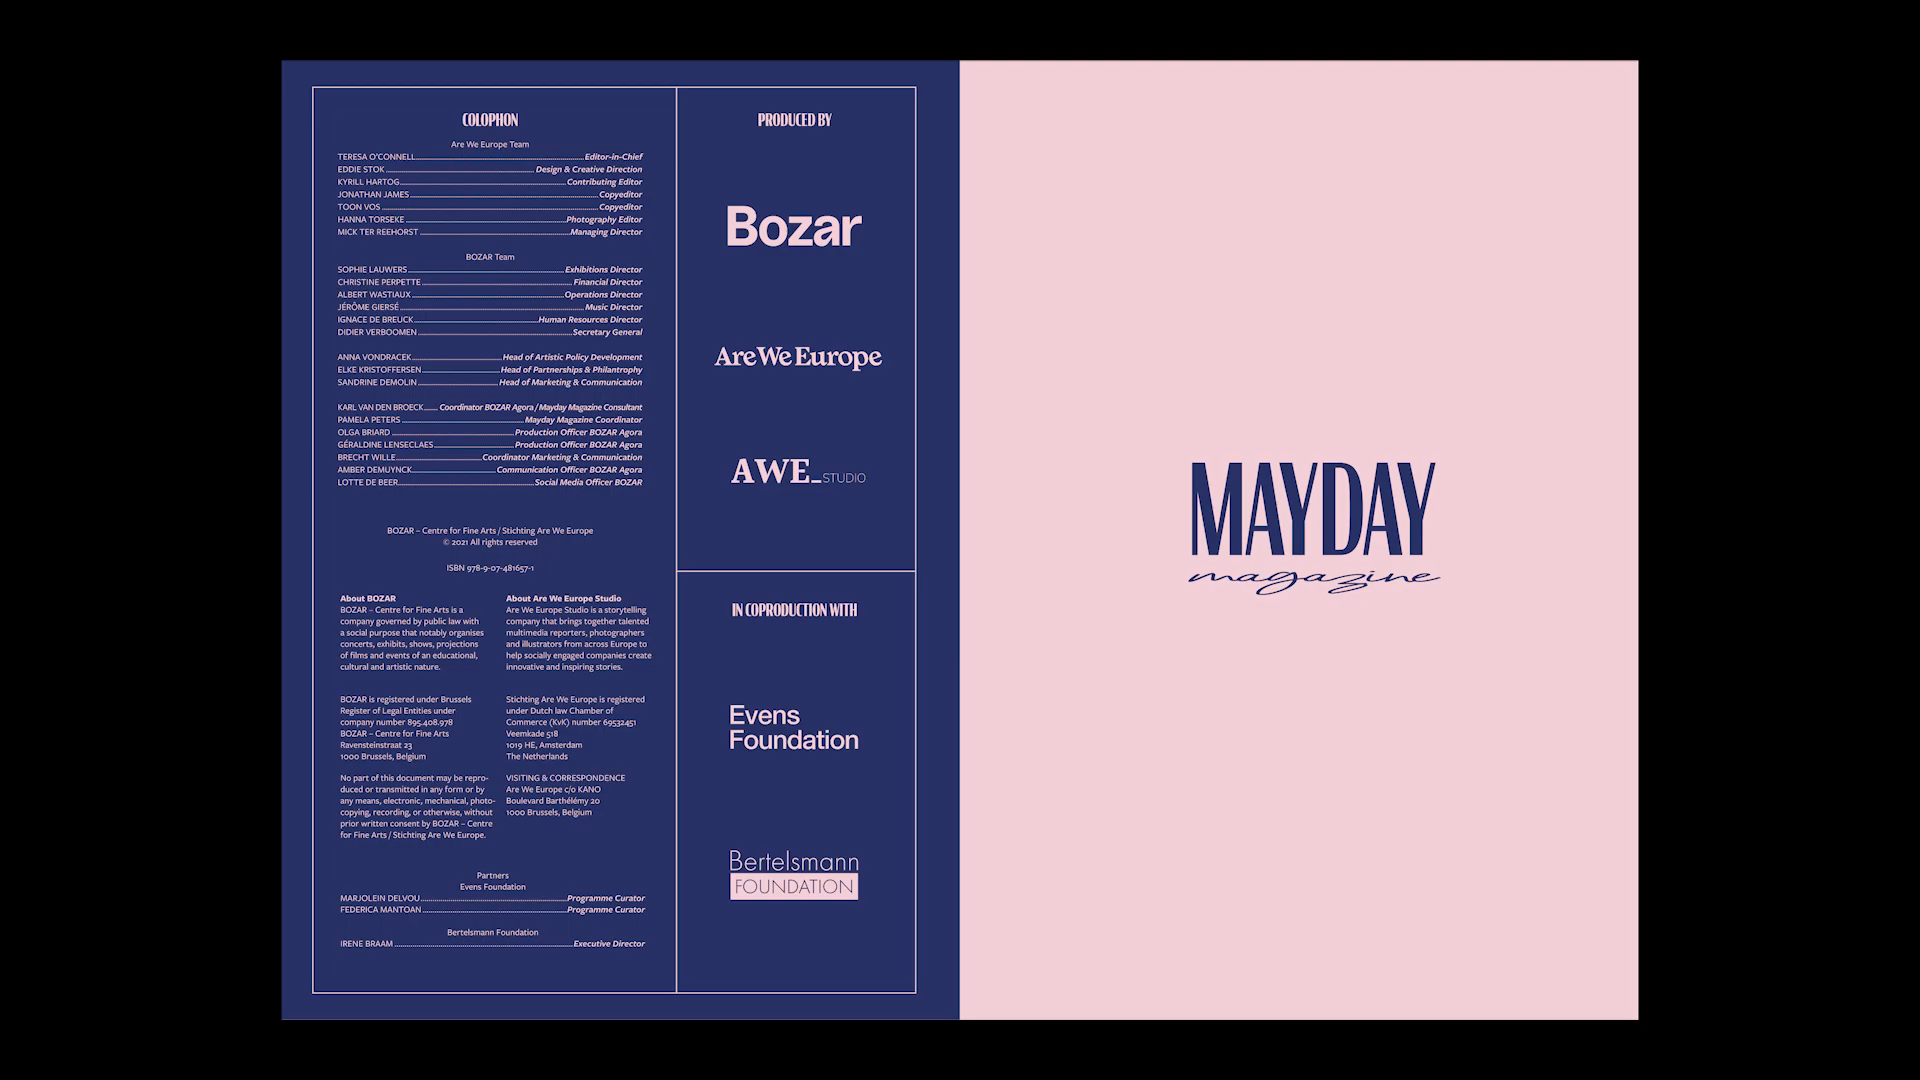 COLOPHON
Are We Europe Team
TERESA O'CONNELL Editor-in-Chief
EDDIE STOK Design & Creative Direction
KYRILL HARTOG Contributing Editor
JONATHAN JAMES Copyeditor
TOON VOS Copyeditor
HANNA TORSEKE Photography Editor
MICK TER REEHORST Managing Director
BOZAR Team
SOPHIE LAUWERS Exhibitions Director
CHRISTINE PERPETTE Financial Director
ALBERT WASTIAUX Operations Director
JÉRÔME GIERSÉ Music Director
IGNACE DE BREUCK Human Resources Director
DIDIER VERBOOMEN Secretary General
ANNA VONDRACEK Head of Artistic Policy Development
ELKE KRISTOFFERSEN Head of Partnerships & Philantrophy
SANDRINE DEMOLIN Head of Marketing & Communication
KARL VAN DEN BROECK Coordinator BOZAR Agora / Mayday Magazine Consultant
PAMELA PETERS Mayday Magazine Coordinator
OLGA BRIARD Production Officer BOZAR Agora
GÉRALDINE LENSECLAES Production Officer BOZAR Agora
BRECHT WILLE Coordinator Marketing & Communication
AMBER DEMUYNCK Communication Officer BOZAR Agora
LOTTE DE BEER Social Media Officer BOZAR
BOZAR – Centre for Fine Arts / Stichting Are We Europe
© 2021 All rights reserved
ISBN 978-9-07-481657-1
About BOZAR
BOZAR – Centre for Fine Arts is a
company governed by public law with
a social purpose that notably organises
concerts, exhibits, shows, projections
of films and events of an educational,
cultural and artistic nature.
BOZAR is registered under Brussels
Register of Legal Entities under
company number 895.408.978
BOZAR – Centre for Fine Arts
Ravensteinstraat 23
1000 Brussels, Belgium
No part of this document may be repro-
duced or transmitted in any form or by
any means, electronic, mechanical, photo-
copying, recording, or otherwise, without
prior written consent by BOZAR – Centre
for Fine Arts / Stichting Are We Europe.
About Are We Europe Studio
Are We Europe Studio is a storytelling
company that brings together talented
multimedia reporters, photographers
and illustrators from across Europe to
help socially engaged companies create
innovative and inspiring stories.
Stichting Are We Europe is registered
under Dutch law Chamber of
Commerce (KvK) number 69532451
Veemkade 518
1019 HE, Amsterdam
The Netherlands
VISITING & CORRESPONDENCE
Are We Europe c/o KANO
Boulevard Barthélémy 20
1000 Brussels, Belgium
Partners
Evens Foundation
MARJOLEIN DELVOU Programme Curator
FEDERICA MANTOAN Programme Curator
Bertelsmann Foundation
IRENE BRAAM Executive Director
PRODUCED BY
Bozar
Are We Europe
AWE_STUDIO
IN COPRODUCTION WITH
Evens
Foundation
Bertelsmann
FOUNDATION
MAYDAY
magazine